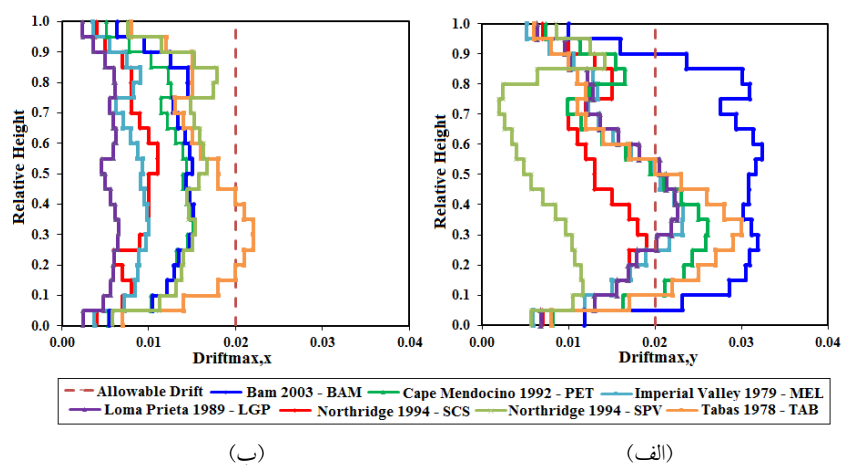 1.0
0.9
0.8
0.7
0.6
0.5
0.4
0.3
0.2
0.1
0.0
Relative Height
0.00 0.01 0.02 0.03 0.04
Driftmax,x
1.0
0.9
0.8
0.7
0.6
0.5
0.4
0.3
0.2
0.1
0.0
Relative Height
0.00 0.01 0.02 0.03 0.04
Driftmax,y
Allowable Drift Bam 2003 - BAM Cape Mendocino 1992 - PET Imperial Valley 1979 - MEL
Loma Prieta 1989 - LGP Northridge 1994 - SCS Northridge 1994 - SPV Tabas 1978 - TAB
(ب) (الف)